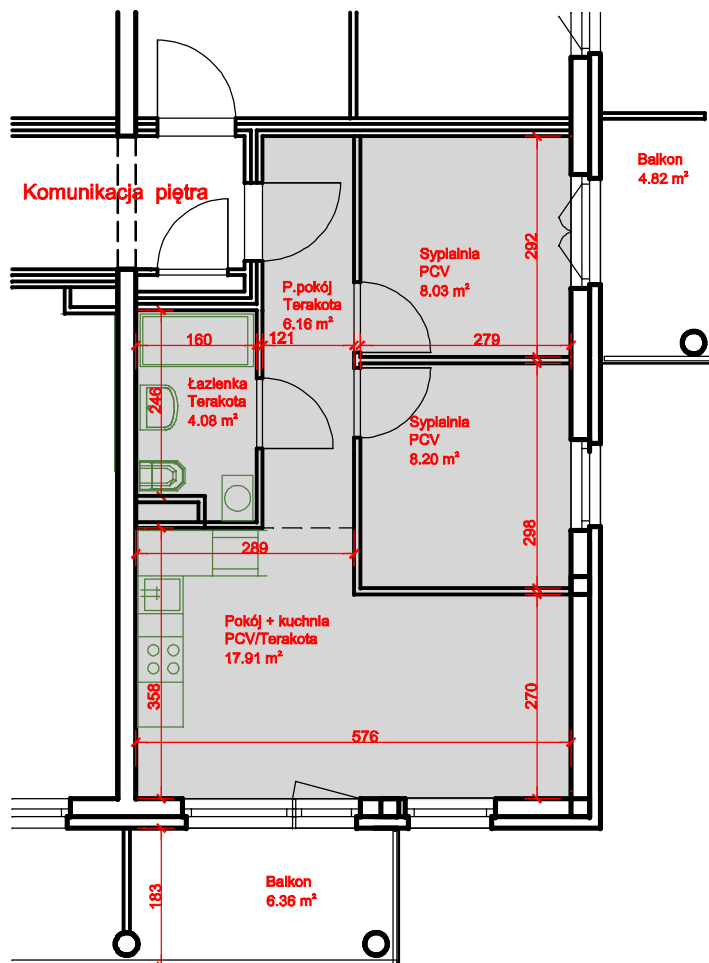 Balkon
4.82 m²
Komunikacja piętra
292
Sypialnia
PCV
8.03 m²
P.pokój
Terakota
6.16 m²
160
121
279
246
Łazienka
Terakota
4.08 m²
Sypialnia
PCV
8.20 m²
298
289
Pokój + kuchnia
PCV/Terakota
17.91 m²
358
270
576
183
Balkon
6.36 m²